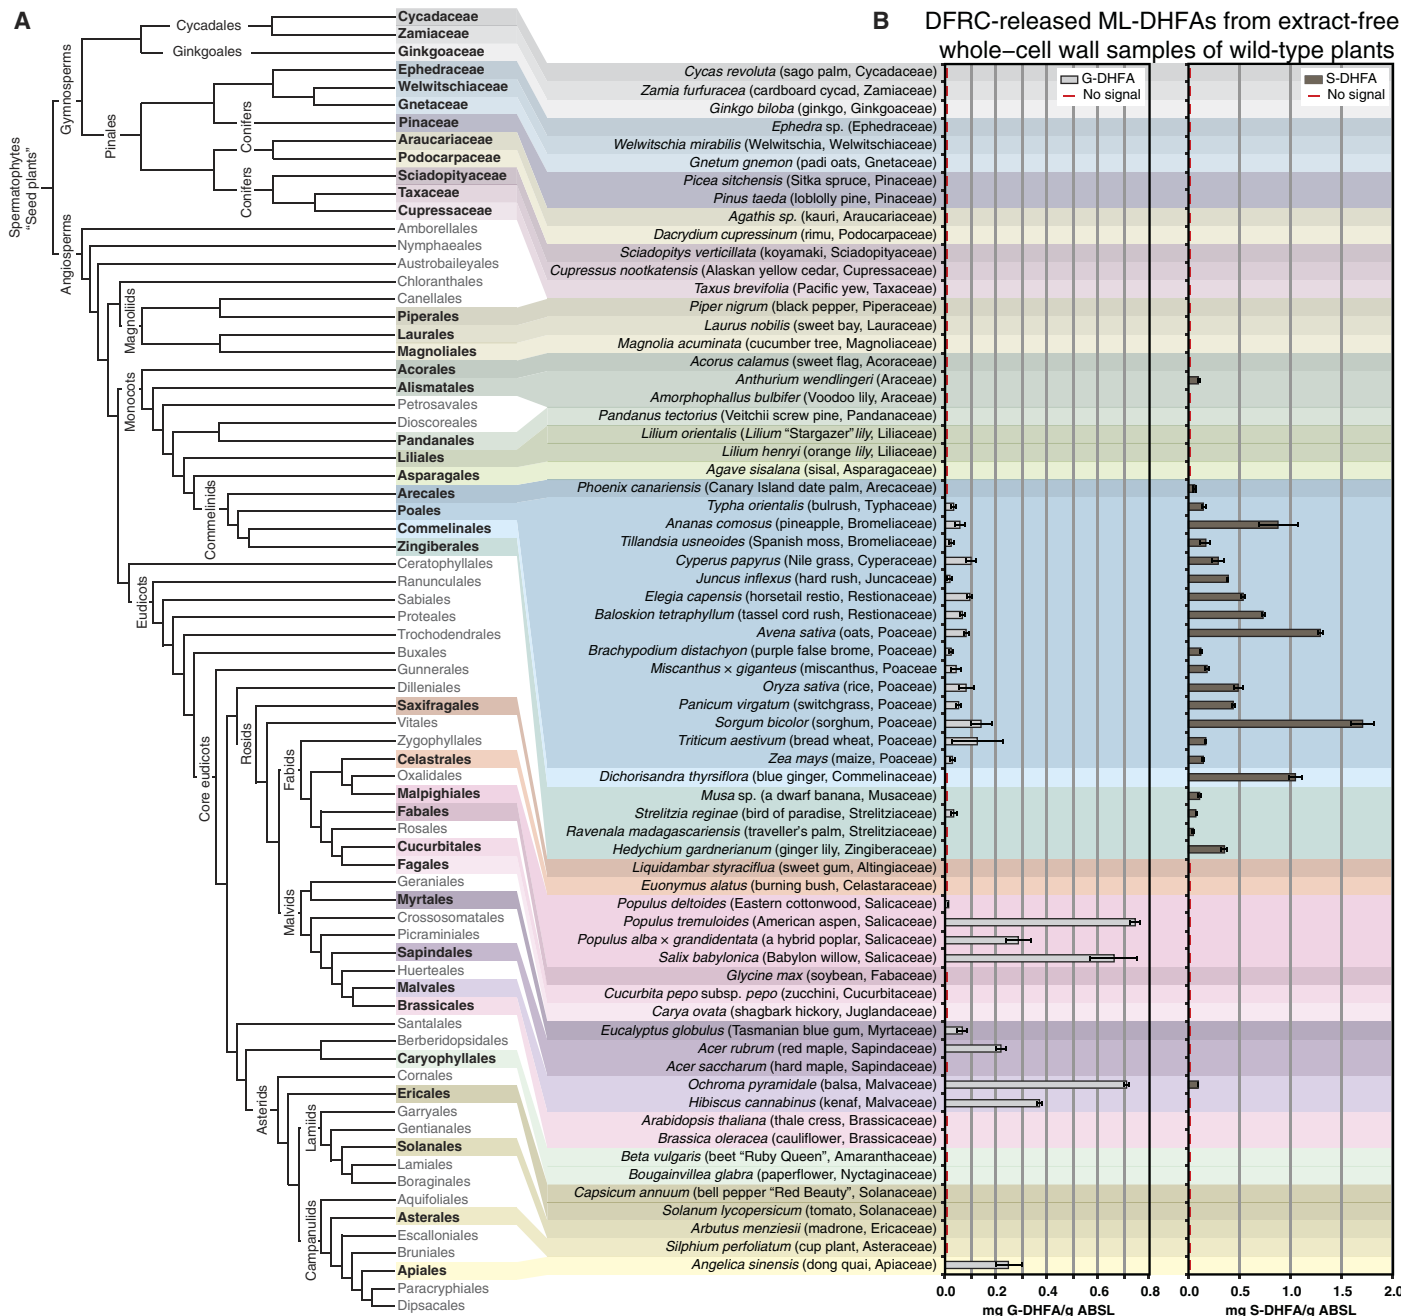 A
B
DFRC-released ML-DHFAs from extract-free
whole–cell wall samples of wild-type plants
Spermatophytes
“Seed plants”
Gymnosperms
Angiosperms
Cycadales
Ginkgoales
Pinales
Conifers
Conifers
Magnoliids
Monocots
Commelinids
Eudicots
Core eudicots
Rosids
Fabids
Malvids
Asterids
Lamiids
Campanulids
Cycadaceae
Zamiaceae
Ginkgoaceae
Ephedraceae
Welwitschiaceae
Gnetaceae
Pinaceae
Araucariaceae
Podocarpaceae
Sciadopityaceae
Taxaceae
Cupressaceae
Amborellales
Nymphaeales
Austrobaileyales
Chloranthales
Canellales
Piperales
Laurales
Magnoliales
Acorales
Alismatales
Petrosavales
Dioscoreales
Pandanales
Liliales
Asparagales
Arecales
Poales
Commelinales
Zingiberales
Ceratophyllales
Ranunculales
Sabiales
Proteales
Trochodendrales
Buxales
Gunnerales
Dilleniales
Saxifragales
Vitales
Zygophyllales
Celastrales
Oxalidales
Malpighiales
Fabales
Rosales
Cucurbitales
Fagales
Geraniales
Myrtales
Crossosomatales
Picraminiales
Sapindales
Huerteales
Malvales
Brassicales
Santalales
Berberidopsidales
Caryophyllales
Cornales
Ericales
Garryales
Gentianales
Solanales
Lamiales
Boraginales
Aquifoliales
Asterales
Escalloniales
Bruniales
Apiales
Paracryphiales
Dipsacales
Cycas revoluta (sago palm, Cycadaceae)
Zamia furfuracea (cardboard cycad, Zamiaceae)
Ginkgo biloba (ginkgo, Ginkgoaceae)
Ephedra sp. (Ephedraceae)
Welwitschia mirabilis (Welwitschia, Welwitschiaceae)
Gnetum gnemon (padi oats, Gnetaceae)
Picea sitchensis (Sitka spruce, Pinaceae)
Pinus taeda (loblolly pine, Pinaceae)
Agathis sp. (kauri, Araucariaceae)
Dacrydium cupressinum (rimu, Podocarpaceae)
Sciadopitys verticillata (koyamaki, Sciadopityaceae)
Cupressus nootkatensis (Alaskan yellow cedar, Cupressaceae)
Taxus brevifolia (Pacific yew, Taxaceae)
Piper nigrum (black pepper, Piperaceae)
Laurus nobilis (sweet bay, Lauraceae)
Magnolia acuminata (cucumber tree, Magnoliaceae)
Acorus calamus (sweet flag, Acoraceae)
Anthurium wendlingeri (Araceae)
Amorphophallus bulbifer (Voodoo lily, Araceae)
Pandanus tectorius (Veitchii screw pine, Pandanaceae)
Lilium orientalis (Lilium “Stargazer” lily, Liliaceae)
Lilium henryi (orange lily, Liliaceae)
Agave sisalana (sisal, Asparagaceae)
Phoenix canariensis (Canary Island date palm, Arecaceae)
Typha orientalis (bulrush, Typhaceae)
Ananas comosus (pineapple, Bromeliaceae)
Tillandsia usneoides (Spanish moss, Bromeliaceae)
Cyperus papyrus (Nile grass, Cyperaceae)
Juncus inflexus (hard rush, Juncaceae)
Elegia capensis (horsetail restio, Restionaceae)
Baloskion tetraphyllum (tassel cord rush, Restionaceae)
Avena sativa (oats, Poaceae)
Brachypodium distachyon (purple false brome, Poaceae)
Miscanthus × giganteus (miscanthus, Poaceae
Oryza sativa (rice, Poaceae)
Panicum virgatum (switchgrass, Poaceae)
Sorgum bicolor (sorghum, Poaceae)
Triticum aestivum (bread wheat, Poaceae)
Zea mays (maize, Poaceae)
Dichorisandra thyrsiflora (blue ginger, Commelinaceae)
Musa sp. (a dwarf banana, Musaceae)
Strelitzia reginae (bird of paradise, Strelitziaceae)
Ravenala madagascariensis (traveller's palm, Strelitziaceae)
Hedychium gardnerianum (ginger lily, Zingiberaceae)
Liquidambar styraciflua (sweet gum, Altingiaceae)
Euonymus alatus (burning bush, Celastaraceae)
Populus deltoides (Eastern cottonwood, Salicaceae)
Populus tremuloides (American aspen, Salicaceae)
Populus alba × grandidentata (a hybrid poplar, Salicaceae)
Salix babylonica (Babylon willow, Salicaceae)
Glycine max (soybean, Fabaceae)
Cucurbita pepo subsp. pepo (zucchini, Cucurbitaceae)
Carya ovata (shagbark hickory, Juglandaceae)
Eucalyptus globulus (Tasmanian blue gum, Myrtaceae)
Acer rubrum (red maple, Sapindaceae)
Acer saccharum (hard maple, Sapindaceae)
Ochroma pyramidale (balsa, Malvaceae)
Hibiscus cannabinus (kenaf, Malvaceae)
Arabidopsis thaliana (thale cress, Brassicaceae)
Brassica oleracea (cauliflower, Brassicaceae)
Beta vulgaris (beet “Ruby Queen”, Amaranthaceae)
Bougainvillea glabra (paperflower, Nyctaginaceae)
Capsicum annuum (bell pepper “Red Beauty”, Solanaceae)
Solanum lycopersicum (tomato, Solanaceae)
Arbutus menziesii (madrone, Ericaceae)
Silphium perfoliatum (cup plant, Asteraceae)
Angelica sinensis (dong quai, Apiaceae)
G-DHFA
No signal
S-DHFA
No signal
0.0 0.2 0.4 0.6 0.8
mg G-DHFA/g ABSL
0.0 0.5 1.0 1.5 2.0
mg S-DHFA/g ABSL